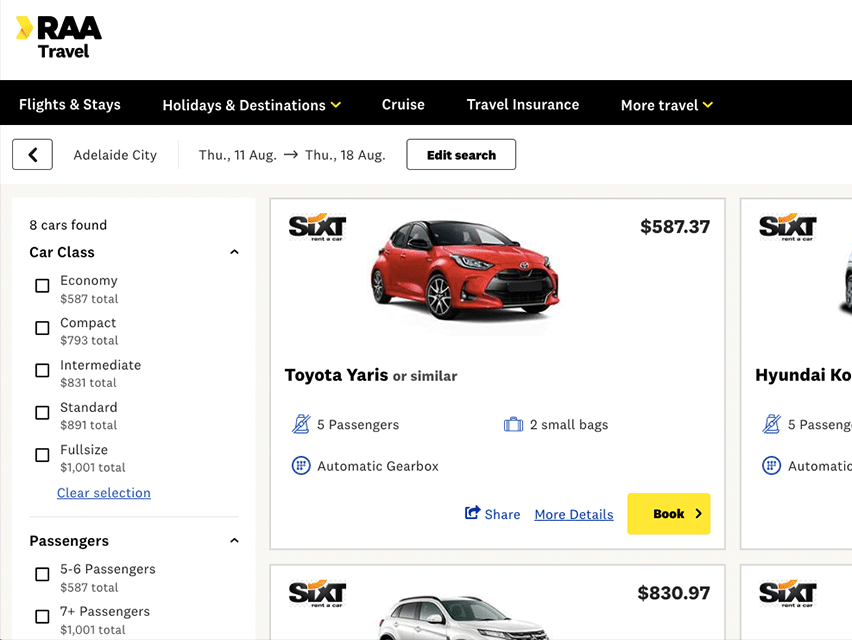 RAA
Travel
Flights & Stays Holidays & Destinations Cruise Travel Insurance More travel
Adelaide City Thu., 11 Aug. → Thu., 18 Aug. Edit search
8 cars found
Car Class
Economy
$587 total
Compact
$793 total
Intermediate
$831 total
Standard
$891 total
Fullsize
$1,001 total
Clear selection
Passengers
5-6 Passengers
$587 total
7+ Passengers
$1,001 total
SIXT
rent a car
$587.37
Toyota Yaris or similar
5 Passengers 2 small bags
Automatic Gearbox
Share More Details Book
SIXT
rent a car
$830.97
SIXT
rent a car
Hyundai Ko
5 Passeng
Automatic
SIXT
rent a car